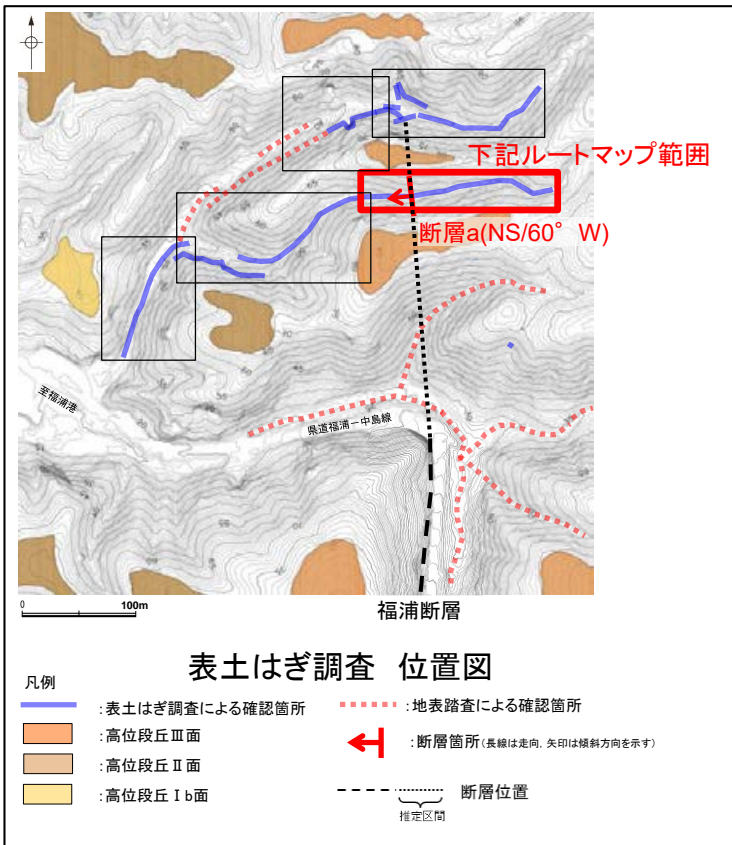 下記ルートマップ範囲
断層a(NS/60°W)
至福浦港
県道福浦－中島線
0 100m
福浦断層
表土はぎ調査 位置図
凡例
:表土はぎ調査による確認箇所
:地表踏査による確認箇所
:高位段丘Ⅲ面
:断層箇所(長線は走向，矢印は傾斜方向を示す)
:高位段丘Ⅱ面
:高位段丘Ⅰb面
断層位置
推定区間